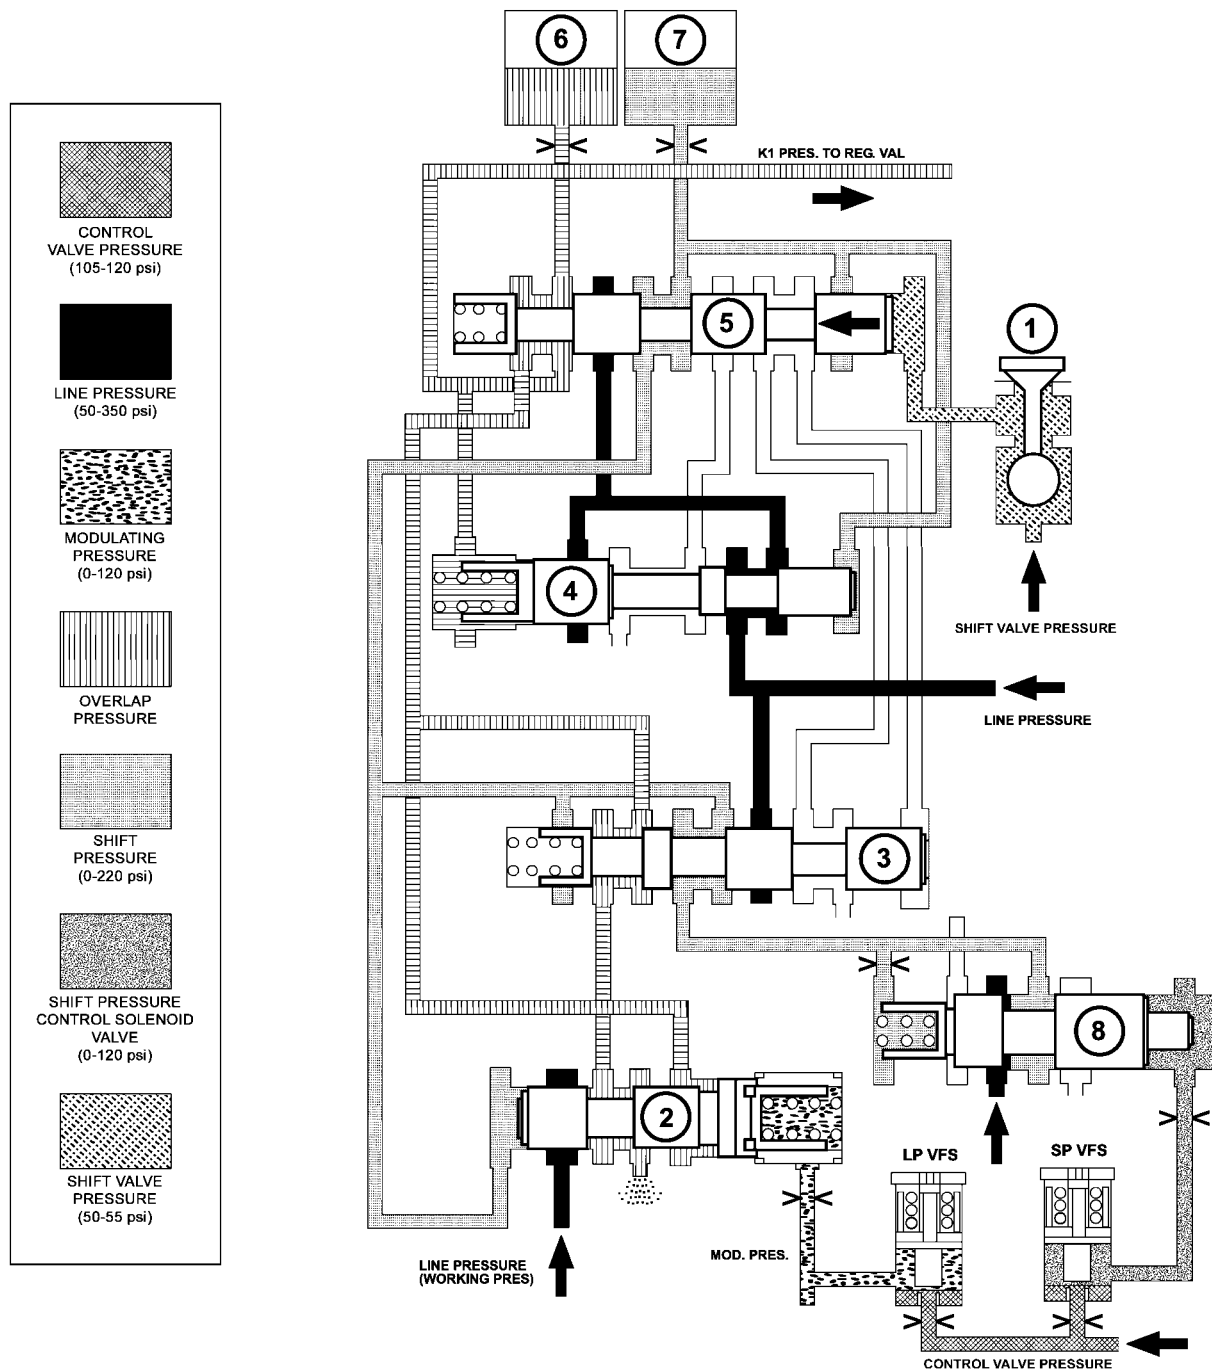 6
7
K1 PRES. TO REG. VAL
CONTROL
VALVE PRESSURE
(105-120 psi)
LINE PRESSURE
(50-350 psi)
MODULATING
PRESSURE
(0-120 psi)
OVERLAP
PRESSURE
SHIFT
PRESSURE
(0-220 psi)
SHIFT PRESSURE
CONTROL SOLENOID
VALVE
(0-120 psi)
SHIFT VALVE
PRESSURE
(50-55 psi)
5
1
SHIFT VALVE PRESSURE
4
LINE PRESSURE
3
8
2
LP VFS
SP VFS
MOD. PRES.
LINE PRESSURE
(WORKING PRES)
CONTROL VALVE PRESSURE